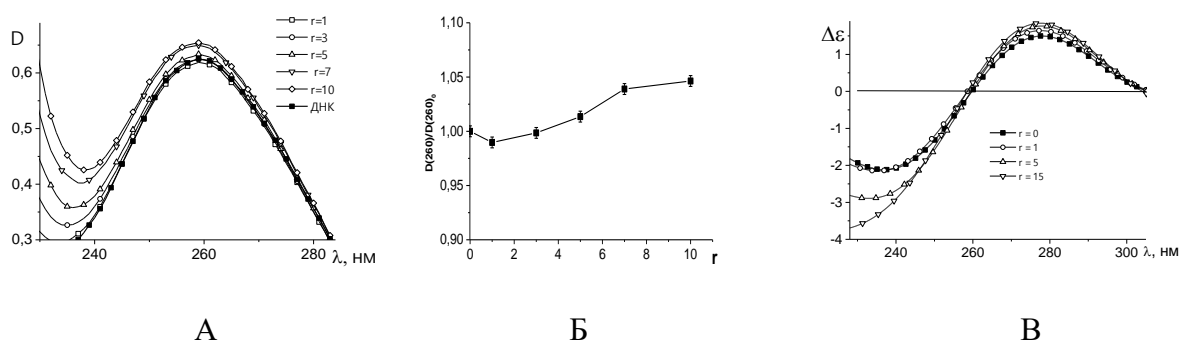 D
0,6
0,5
0,4
0,3
240
260
280
λ, нм
r=1
r=3
r=5
r=7
r=10
ДНК
А
D(260)/D(260)₀
1,10
1,05
1,00
0,95
0,90
0
2
4
6
8
10
r
Б
Δε
1
0
-1
-2
-3
-4
240
260
280
300
λ, нм
r = 0
r = 1
r = 5
r = 15
В